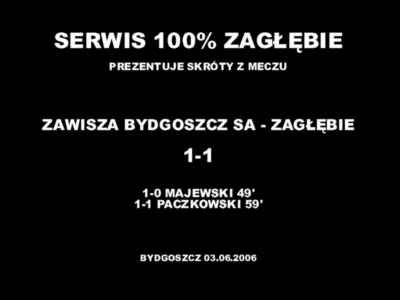 SERWIS 100% ZAGŁĘBIE
PREZENTUJE SKRÓTY Z MECZU
ZAWISZA BYDGOSZCZ SA - ZAGŁĘBIE
1-1
1-0 MAJEWSKI 49'
1-1 PACZKOWSKI 59'
BYDGOSZCZ 03.06.2006